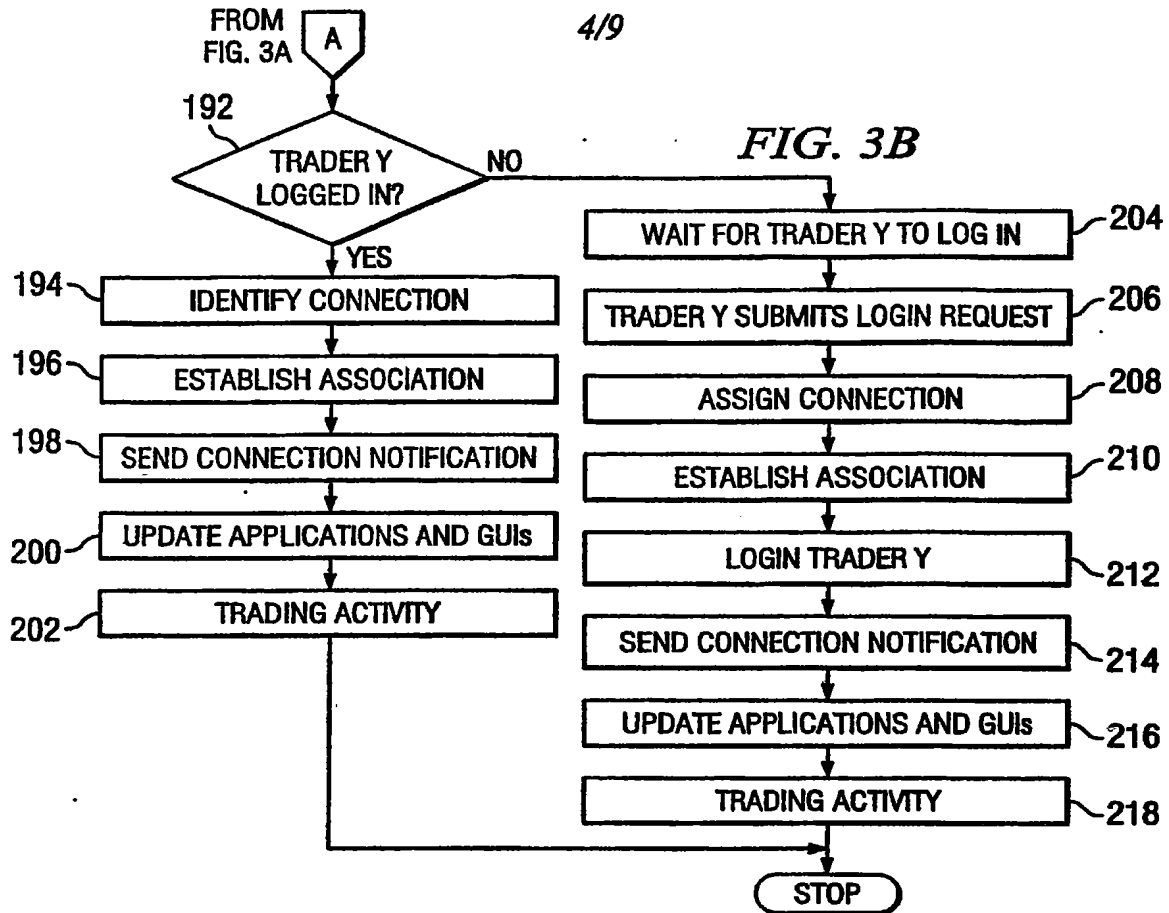 FROM
FIG. 3A
A
4/9
192
TRADER Y
LOGGED IN?
NO
YES
FIG. 3B
194
IDENTIFY CONNECTION
196
ESTABLISH ASSOCIATION
198
SEND CONNECTION NOTIFICATION
200
UPDATE APPLICATIONS AND GUIs
202
TRADING ACTIVITY
WAIT FOR TRADER Y TO LOG IN
204
TRADER Y SUBMITS LOGIN REQUEST
206
ASSIGN CONNECTION
208
ESTABLISH ASSOCIATION
210
LOGIN TRADER Y
212
SEND CONNECTION NOTIFICATION
214
UPDATE APPLICATIONS AND GUIs
216
TRADING ACTIVITY
218
STOP